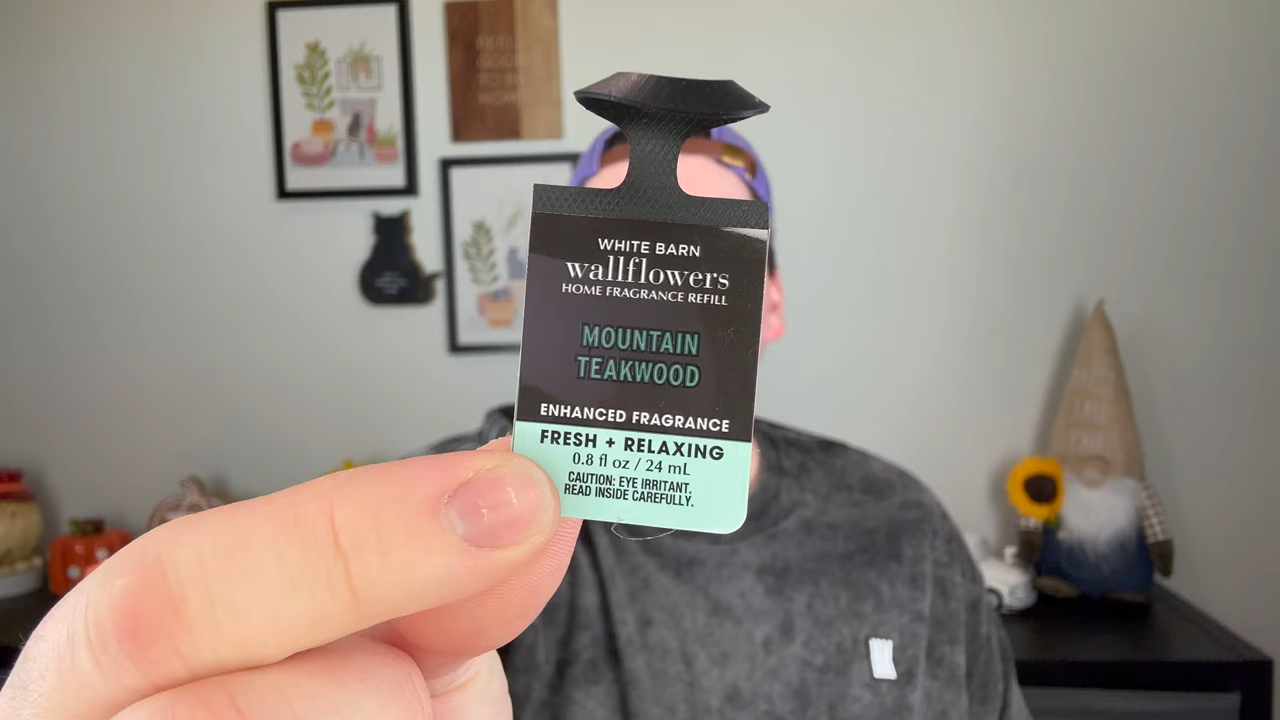 WHITE BARN
wallflowers
HOME FRAGRANCE REFILL
MOUNTAIN
TEAKWOOD
ENHANCED FRAGRANCE
FRESH + RELAXING
0.8 fl oz / 24 mL
CAUTION: EYE IRRITANT.
READ INSIDE CAREFULLY.